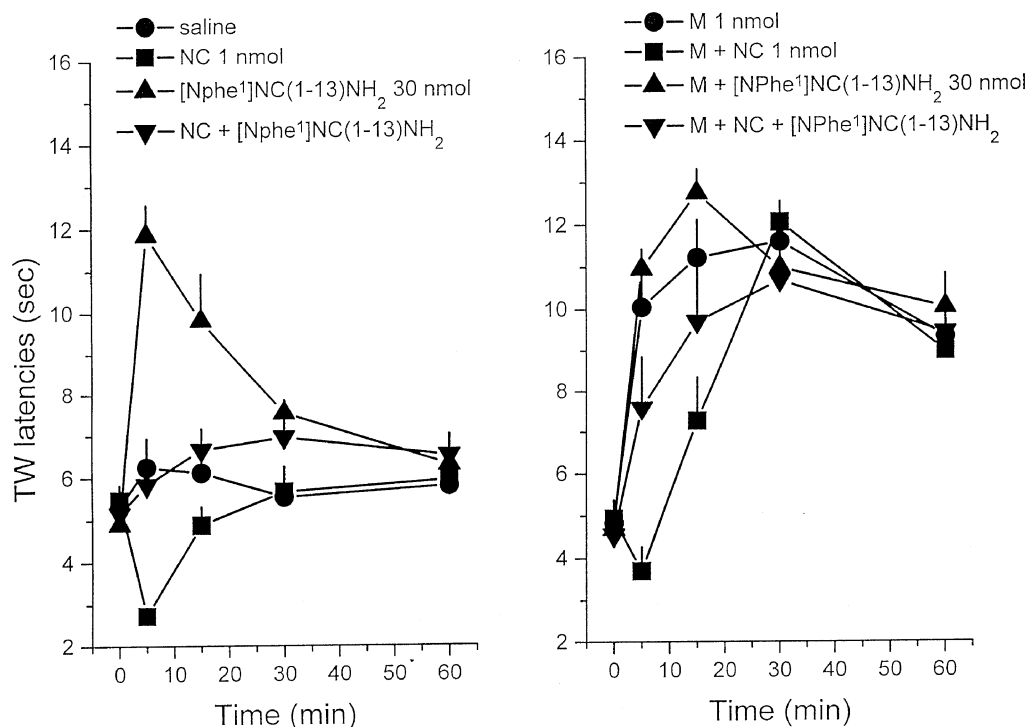 saline
NC 1 nmol
[Nphe¹]NC(1-13)NH₂ 30 nmol
NC + [Nphe¹]NC(1-13)NH₂
16
14
12
10
8
6
4
2
TW latencies (sec)
0 10 20 30 40 50 60
Time (min)
M 1 nmol
M + NC 1 nmol
M + [NPhe¹]NC(1-13)NH₂ 30 nmol
M + NC + [NPhe¹]NC(1-13)NH₂
16
14
12
10
8
6
4
2
0 10 20 30 40 50 60
Time (min)